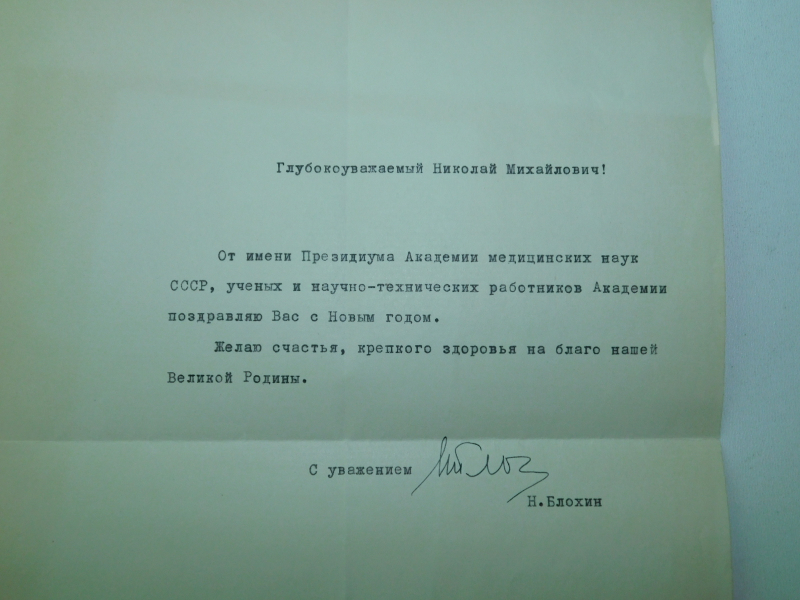 Глубокоуважаемый Николай Михайлович!
От имени Президиума Академии медицинских наук
СССР, ученых и научно-технических работников Академии
поздравляю Вас с Новым годом.
Желаю счастья, крепкого здоровья на благо нашей
Великой Родины.
С уважением
Н.Блохин